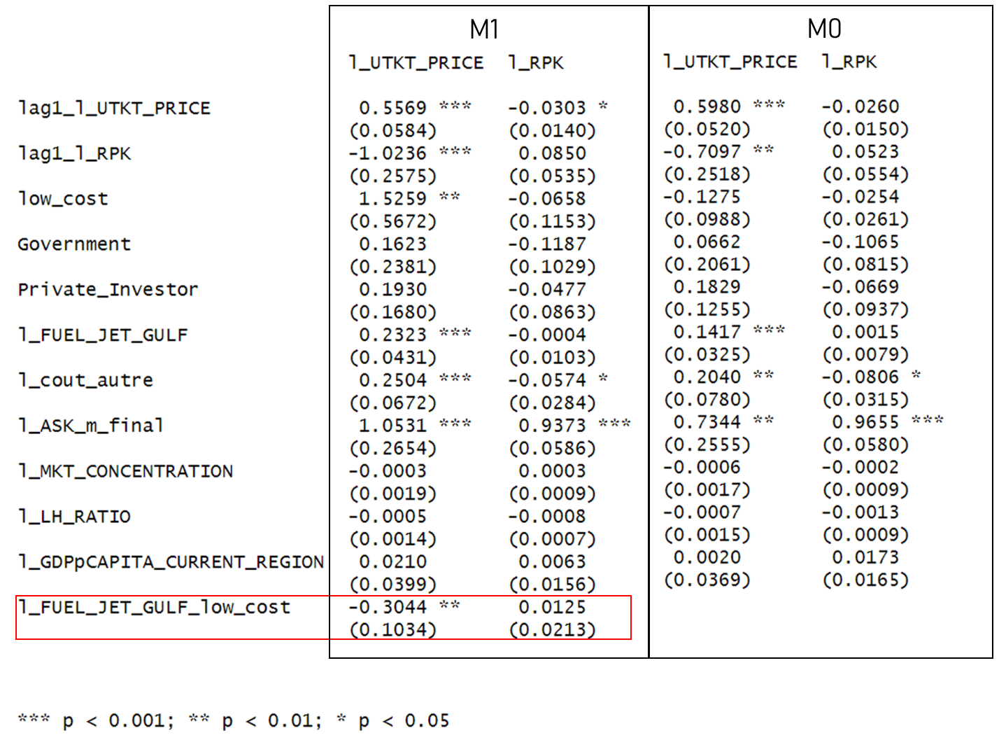 M1 M0
l_UTKT_PRICE l_RPK l_UTKT_PRICE l_RPK
lag1_l_UTKT_PRICE 0.5569 *** -0.0303 * 0.5980 *** -0.0260
(0.0584) (0.0140) (0.0520) (0.0150)
lag1_l_RPK -1.0236 *** 0.0850 -0.7097 ** 0.0523
(0.2575) (0.0535) (0.2518) (0.0554)
low_cost 1.5259 ** -0.0658 -0.1275 -0.0254
(0.5672) (0.1153) (0.0988) (0.0261)
Government 0.1623 -0.1187 0.0662 -0.1065
(0.2381) (0.1029) (0.2061) (0.0815)
Private_Investor 0.1930 -0.0477 0.1829 -0.0669
(0.1680) (0.0863) (0.1255) (0.0937)
l_FUEL_JET_GULF 0.2323 *** -0.0004 0.1417 *** 0.0015
(0.0431) (0.0103) (0.0325) (0.0079)
l_cout_autre 0.2504 *** -0.0574 * 0.2040 ** -0.0806 *
(0.0672) (0.0284) (0.0780) (0.0315)
l_ASK_m_final 1.0531 *** 0.9373 *** 0.7344 ** 0.9655 ***
(0.2654) (0.0586) (0.2555) (0.0580)
l_MKT_CONCENTRATION -0.0003 0.0003 -0.0006 -0.0002
(0.0019) (0.0009) (0.0017) (0.0009)
l_LH_RATIO -0.0005 -0.0008 -0.0007 -0.0013
(0.0014) (0.0007) (0.0015) (0.0009)
l_GDPpCAPITA_CURRENT_REGION 0.0210 0.0063 0.0020 0.0173
(0.0399) (0.0156) (0.0369) (0.0165)
l_FUEL_JET_GULF_low_cost -0.3044 ** 0.0125
(0.1034) (0.0213)
*** p < 0.001; ** p < 0.01; * p < 0.05